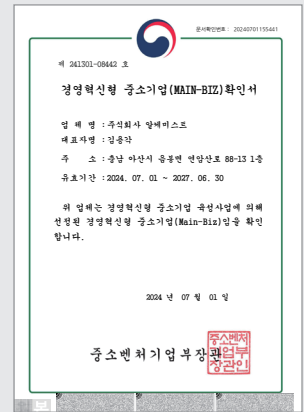 문서확인번호: 20240701155441
제 241301-08442 호
경영혁신형 중소기업(MAIN-BIZ)확인서
업 체 명 : 주식회사 알케미스트
대표자명 : 김용각
주 소 : 충남 아산시 음봉면 연암산로 88-13 1층
유효기간 : 2024. 07. 01 ~ 2027. 06. 30
위 업체는 경영혁신형 중소기업 육성사업에 의해
선정된 경영혁신형 중소기업(Main-Biz)임을 확인
합니다.
2024 년 07 월 01 일
중소벤처기업부장관
중소벤처
기업부
장관인